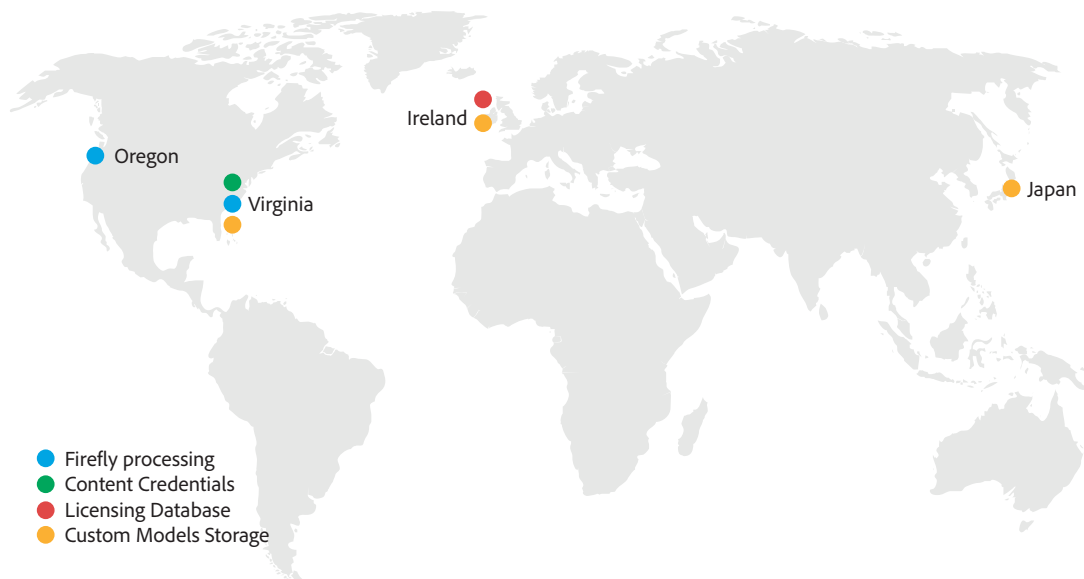 Ireland
Oregon
Japan
Virginia
Firefly processing
Content Credentials
Licensing Database
Custom Models Storage